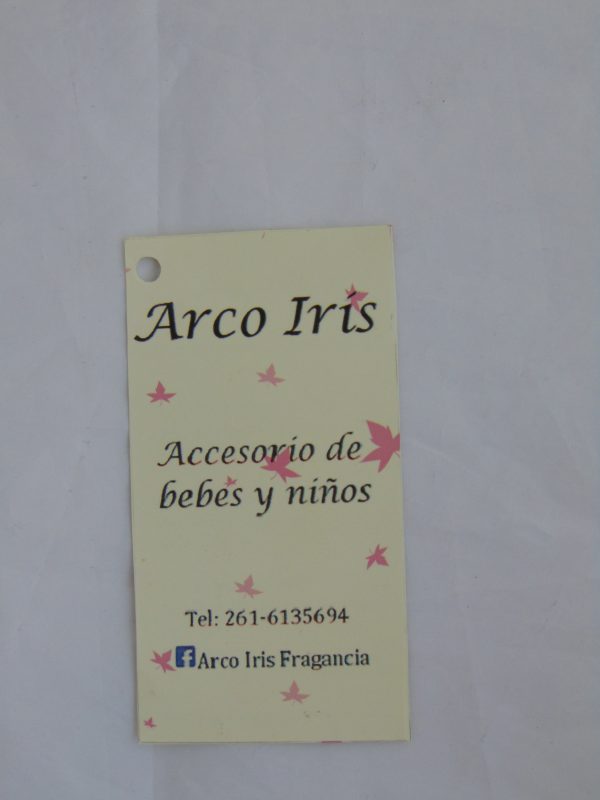 Arco Iris
Accesorio de
bebes y niños
Tel: 261-6135694
Arco Iris Fragancia